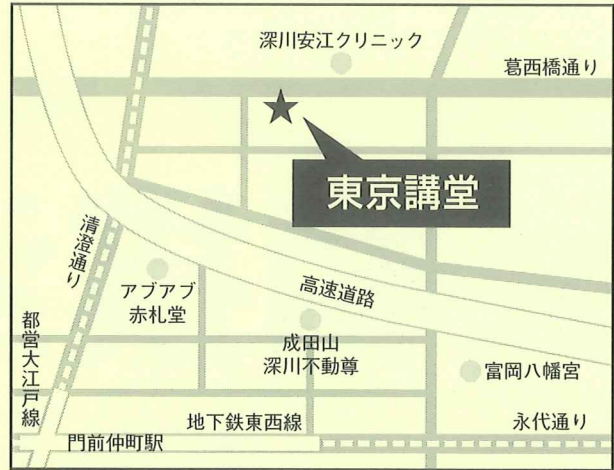 深川安江クリニック
葛西橋通り
東京講堂
清澄通り
アブアブ
赤札堂
高速道路
都営大江戸線
成田山
深川不動尊
富岡八幡宮
地下鉄東西線
永代通り
門前仲町駅